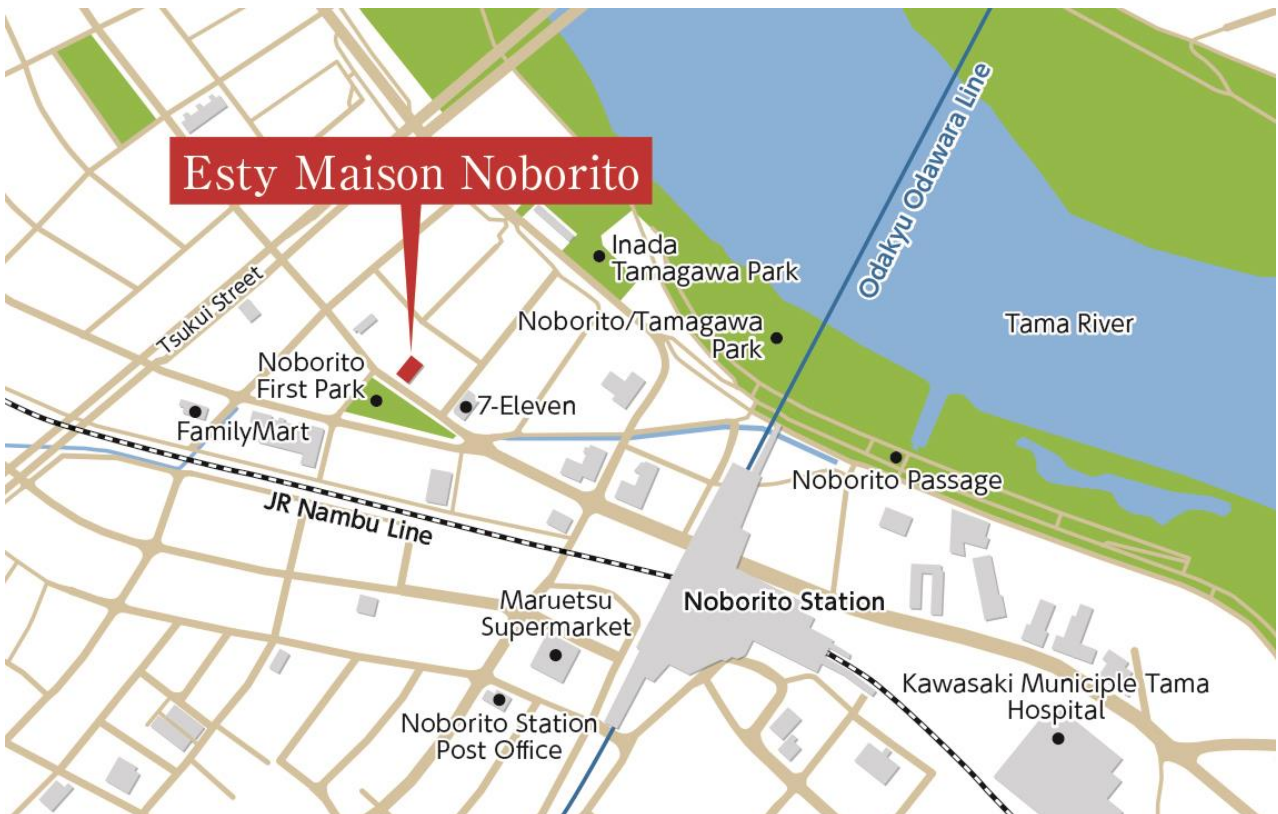 Esty Maison Noborito
Odakyu Odawara Line
Inada
Tamagawa Park
Tsukui Street
Noborito/Tamagawa
Park
Tama River
Noborito
First Park
7-Eleven
FamilyMart
Noborito Passage
JR Nambu Line
Maruetsu
Supermarket
Noborito Station
Kawasaki Municiple Tama
Hospital
Noborito Station
Post Office